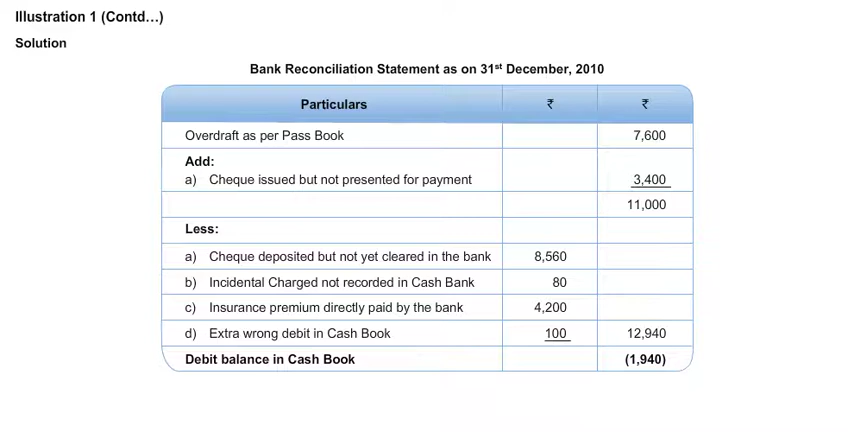 Illustration 1 (Contd…)
Solution
Bank Reconciliation Statement as on 31st December, 2010
Particulars ₹ ₹
Overdraft as per Pass Book 7,600
Add:
a) Cheque issued but not presented for payment 3,400
11,000
Less:
a) Cheque deposited but not yet cleared in the bank 8,560
b) Incidental Charged not recorded in Cash Bank 80
c) Insurance premium directly paid by the bank 4,200
d) Extra wrong debit in Cash Book 100 12,940
Debit balance in Cash Book (1,940)